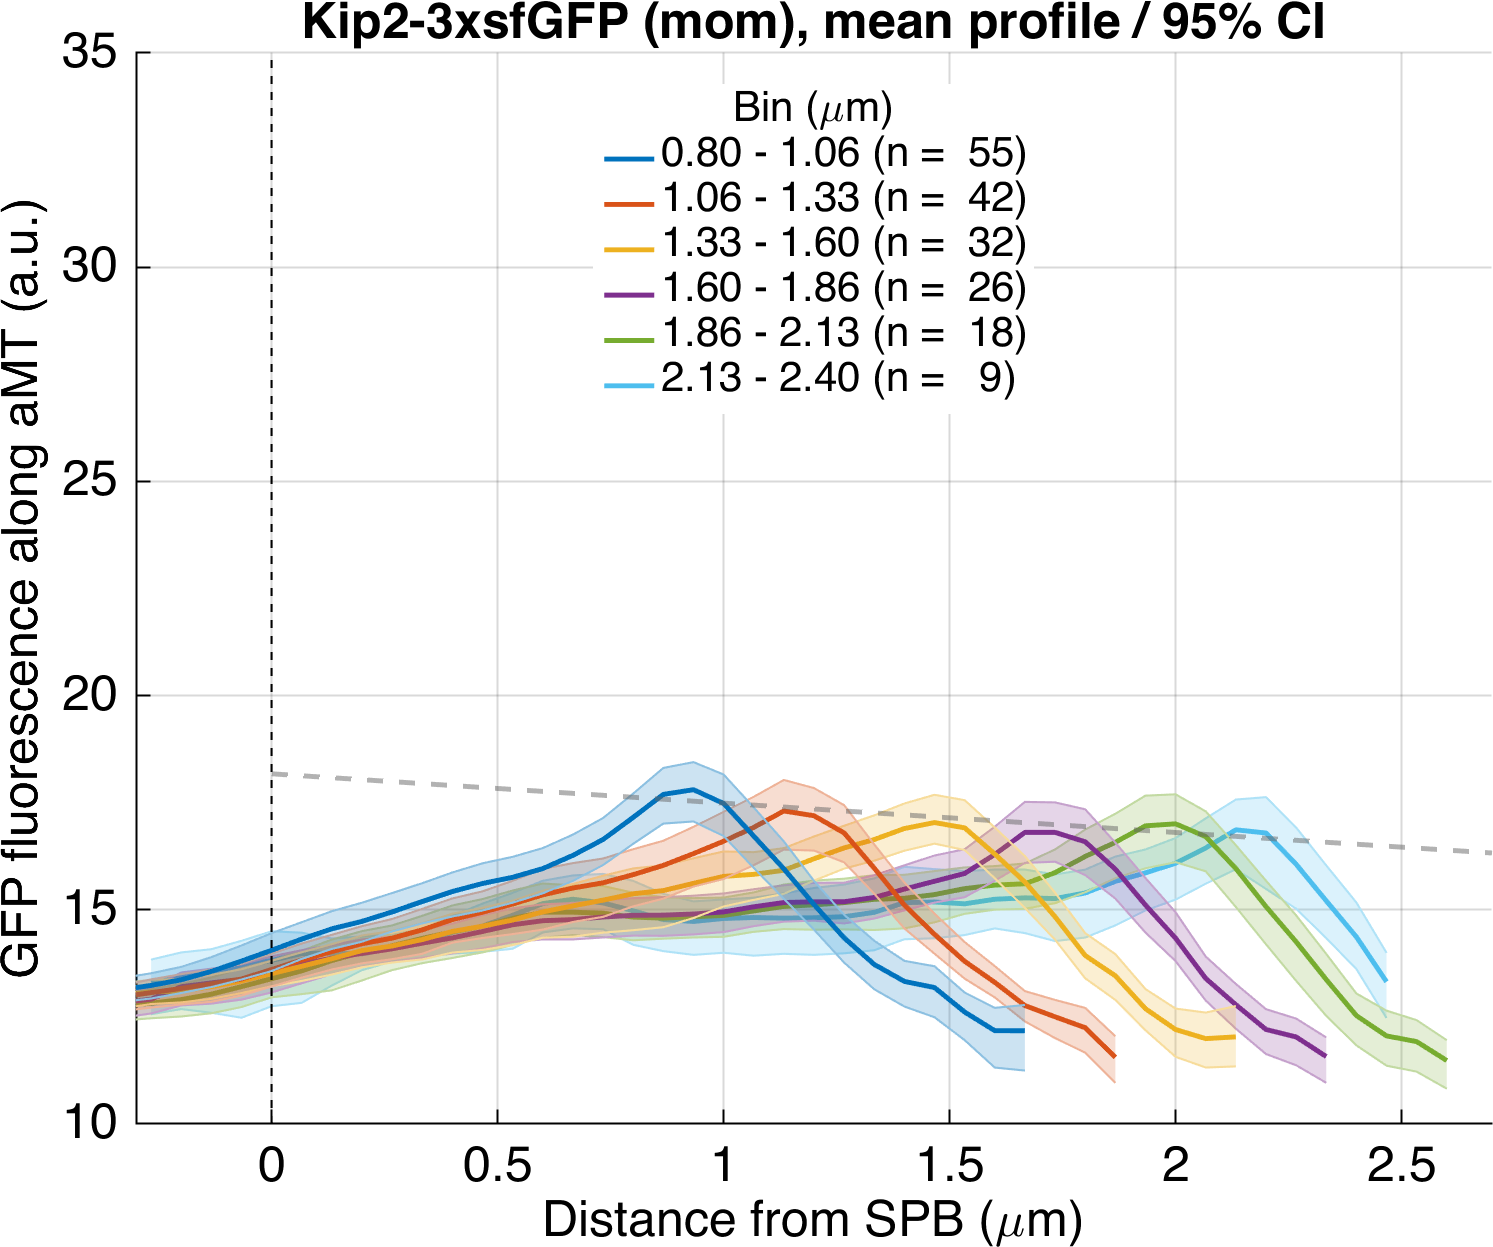 Kip2-3xsfGFP (mom), mean profile / 95% CI
GFP fluorescence along aMT (a.u.)
35
30
25
20
15
10
Bin (μm)
0.80 - 1.06 (n = 55)
1.06 - 1.33 (n = 42)
1.33 - 1.60 (n = 32)
1.60 - 1.86 (n = 26)
1.86 - 2.13 (n = 18)
2.13 - 2.40 (n = 9)
0 0.5 1 1.5 2 2.5
Distance from SPB (μm)